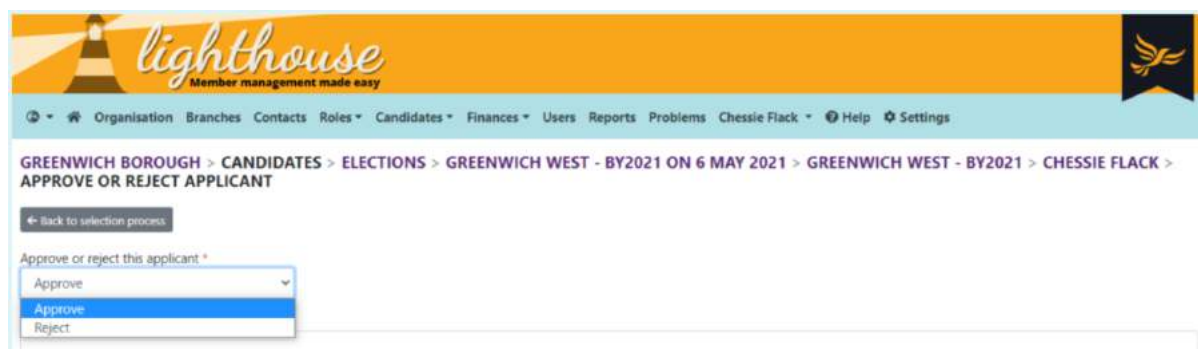 lighthouse
Member management made easy
Organisation Branches Contacts Roles Candidates Finances Users Reports Problems Chessie Flack Help Settings
GREENWICH BOROUGH > CANDIDATES > ELECTIONS > GREENWICH WEST - BY2021 ON 6 MAY 2021 > GREENWICH WEST - BY2021 > CHESSIE FLACK >
APPROVE OR REJECT APPLICANT
← Back to selection process
Approve or reject this applicant *
Approve
Approve
Reject